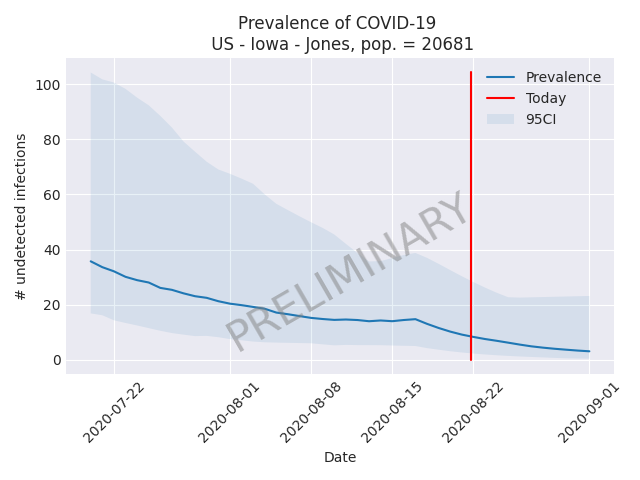 Prevalence of COVID-19
US - Iowa - Jones, pop. = 20681
# undetected infections
100
80
60
40
20
0
Prevalence
Today
95CI
PRELIMINARY
2020-07-22
2020-08-01
2020-08-08
2020-08-15
2020-08-22
2020-09-01
Date